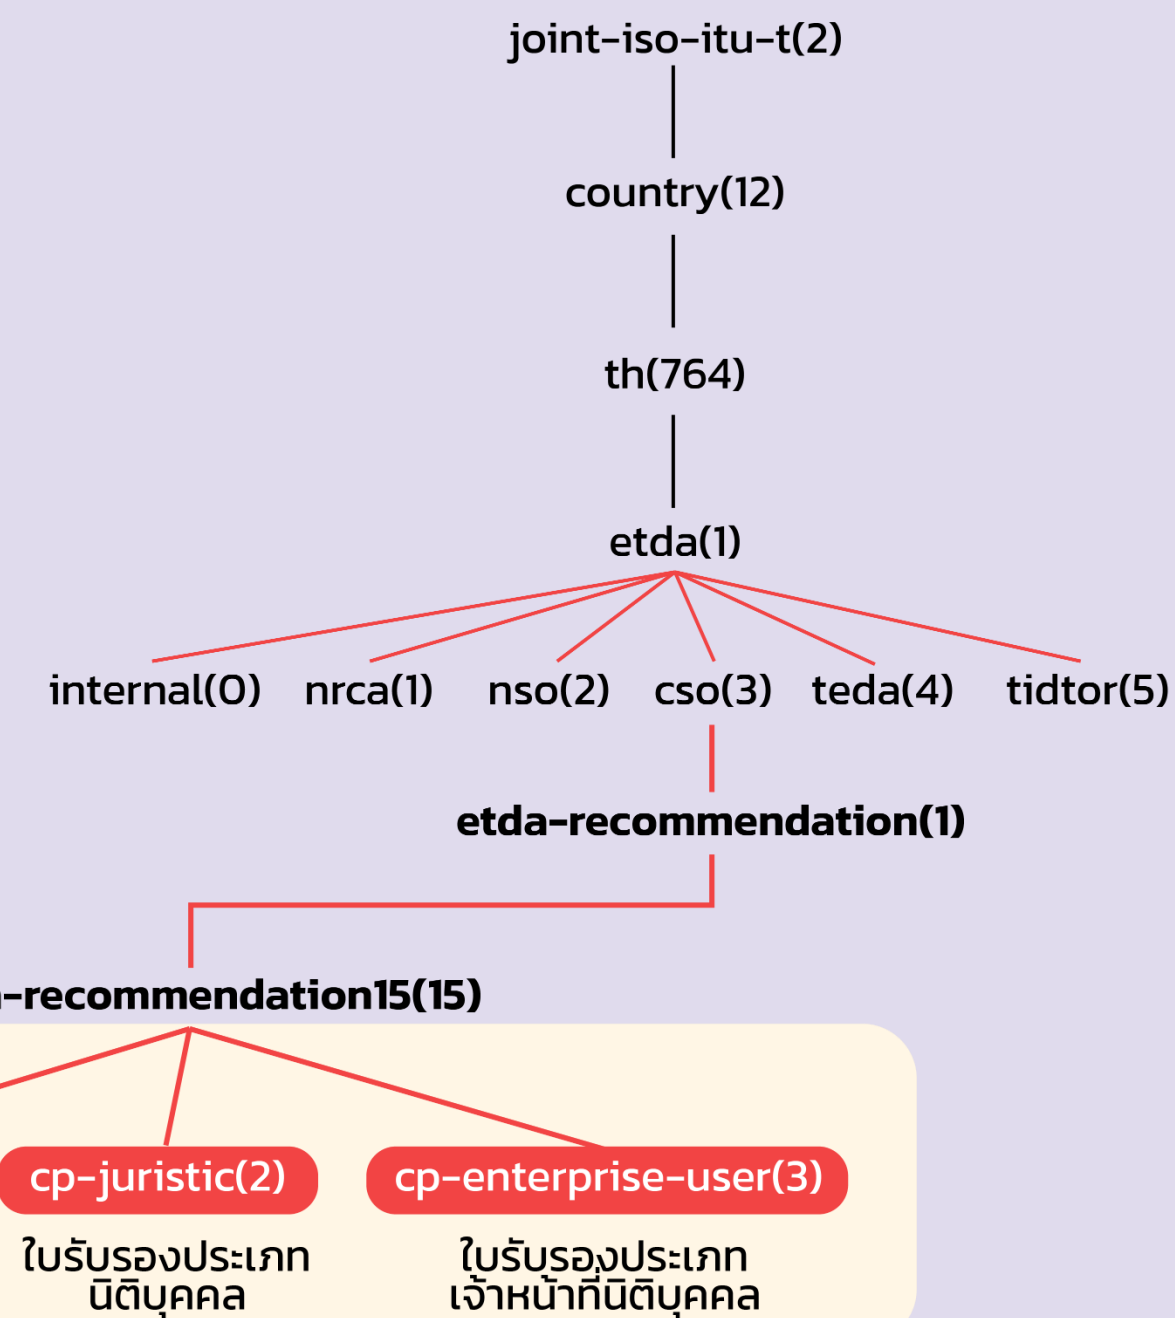 joint-iso-itu-t(2)
country(12)
th(764)
etda(1)
internal(0) nrca(1) nso(2) cso(3) teda(4) tidtor(5)
etda-recommendation(1)
-recommendation15(15)
cp-juristic(2) cp-enterprise-user(3)
ใบรับรองประเภท ใบรับรองประเภท
นิติบุคคล เจ้าหน้าที่นิติบุคคล